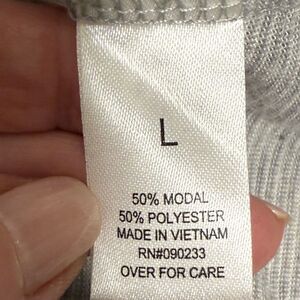 L
50% MODAL
50% POLYESTER
MADE IN VIETNAM
RN#090233
OVER FOR CARE